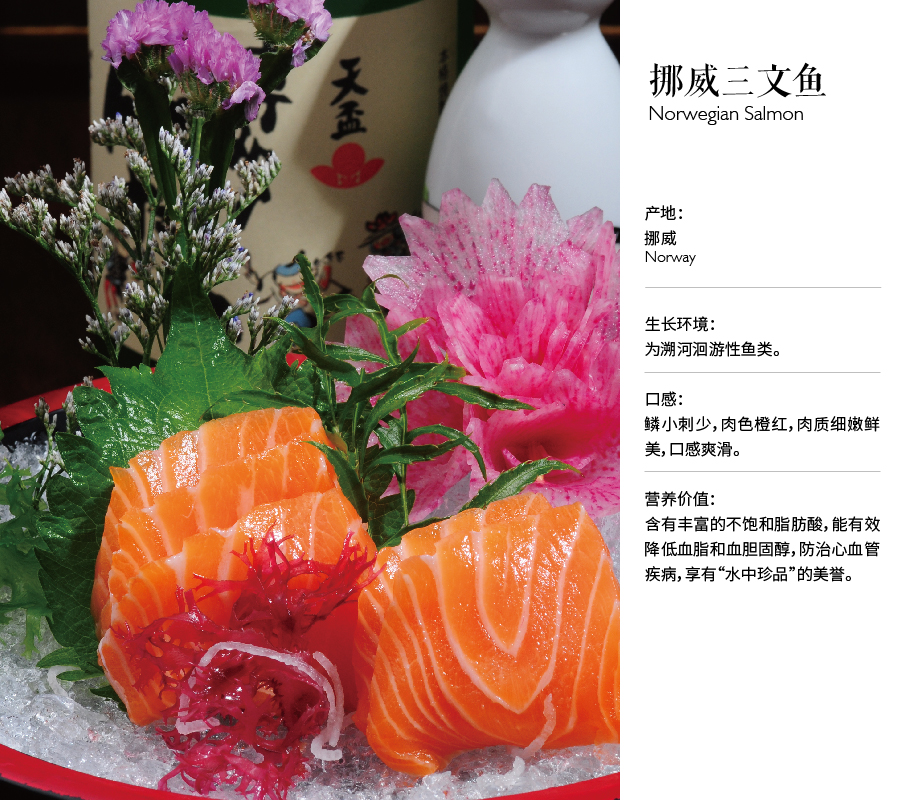 天盃
挪威三文鱼
Norwegian Salmon
产地：
挪威
Norway
生长环境：
为溯河洄游性鱼类。
口感：
鳞小刺少，肉色橙红，肉质细嫩鲜
美，口感爽滑。
营养价值：
含有丰富的不饱和脂肪酸，能有效
降低血脂和血胆固醇，防治心血管
疾病，享有“水中珍品”的美誉。